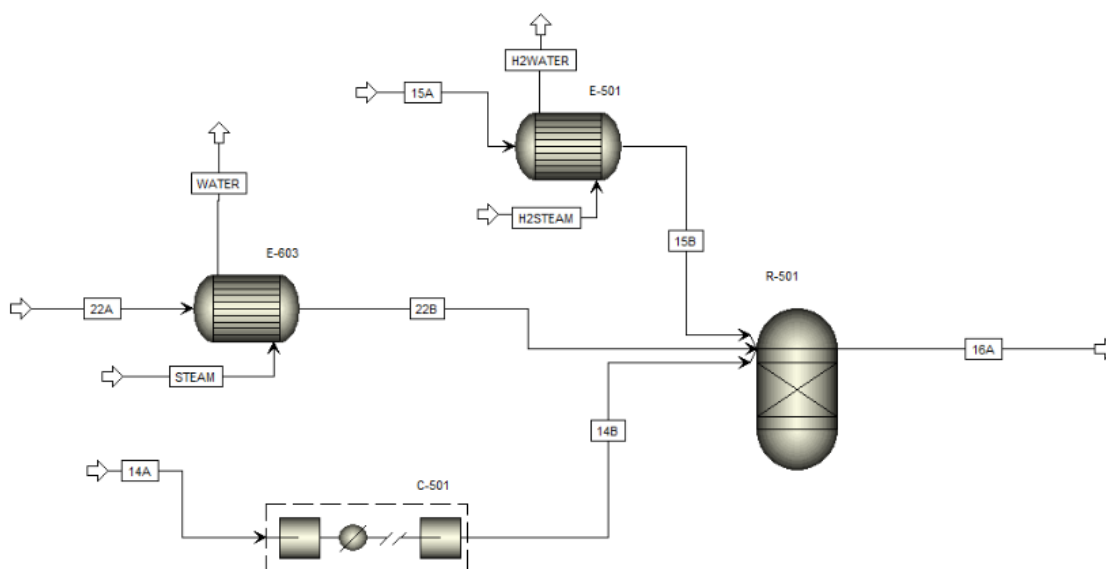 H2WATER
E-501
15A
WATER
H2STEAM
15B
E-603
R-501
22A
22B
16A
STEAM
14B
14A
C-501